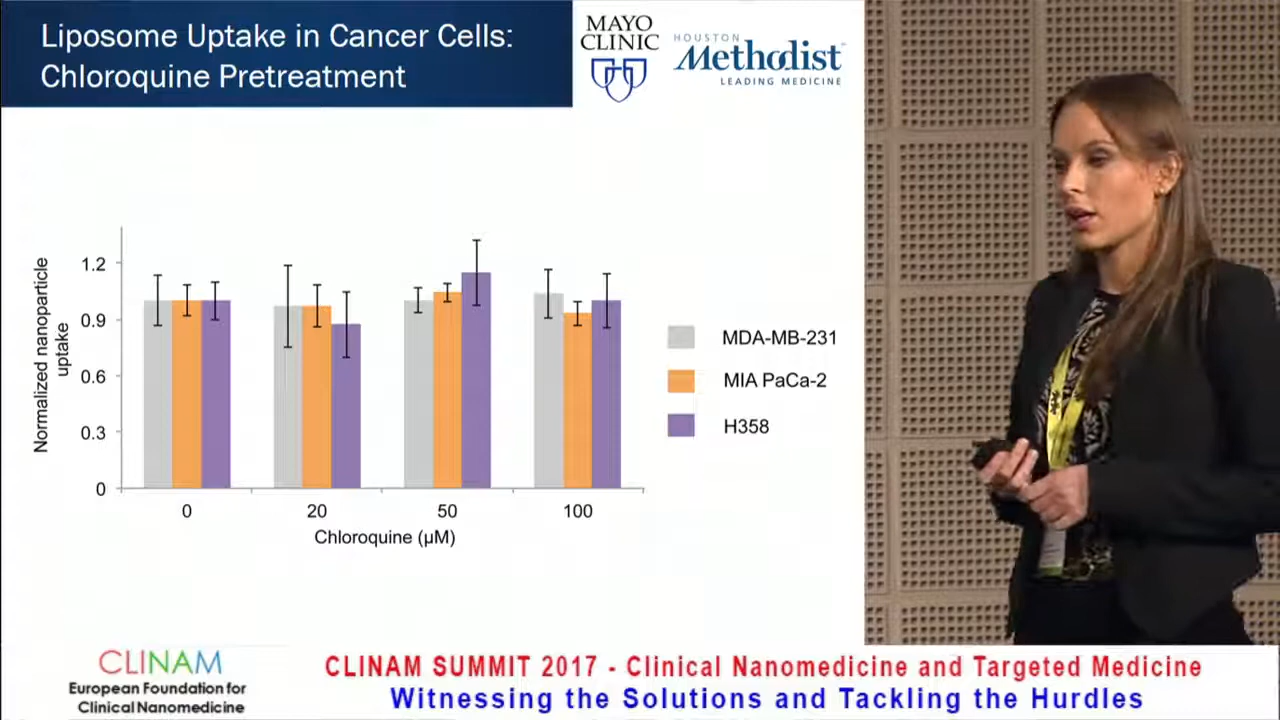 Liposome Uptake in Cancer Cells:
Chloroquine Pretreatment
MAYO
CLINIC
HOUSTON
Methodist
LEADING MEDICINE
Normalized nanoparticle
uptake
1.2
0.9
0.6
0.3
0
0
20
50
100
Chloroquine (µM)
MDA-MB-231
MIA PaCa-2
H358
CLINAM
European Foundation for
Clinical Nanomedicine
CLINAM SUMMIT 2017 - Clinical Nanomedicine and Targeted Medicine
Witnessing the Solutions and Tackling the Hurdles